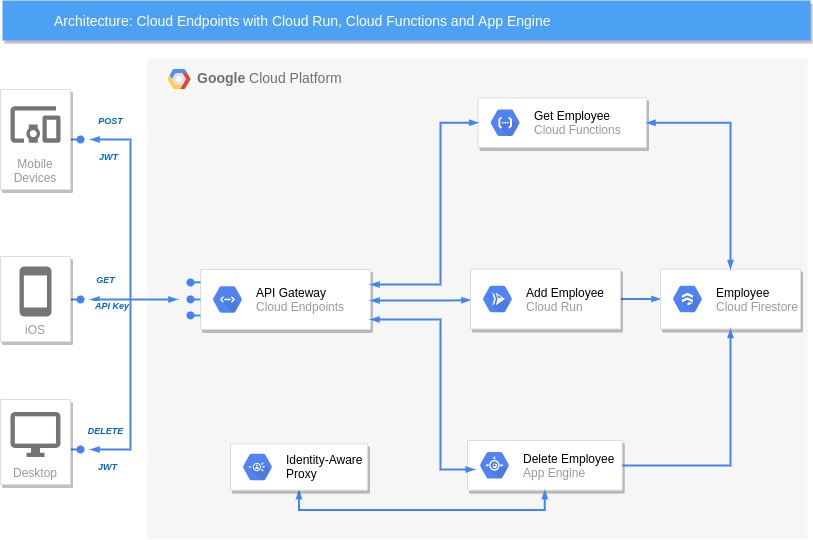 Architecture: Cloud Endpoints with Cloud Run, Cloud Functions and App Engine
Google Cloud Platform
Mobile
Devices
POST
JWT
iOS
GET
API Key
Desktop
DELETE
JWT
API Gateway
Cloud Endpoints
Get Employee
Cloud Functions
Add Employee
Cloud Run
Employee
Cloud Firestore
Identity-Aware
Proxy
Delete Employee
App Engine